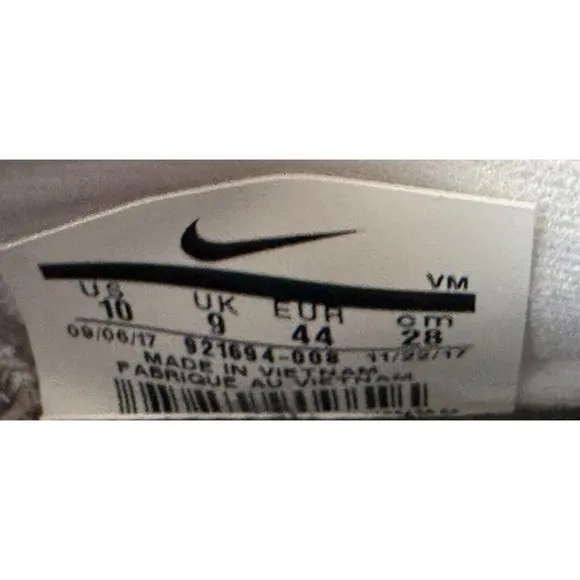 VM
US UK EUR cm
10 9 44 28
09/06/17 921694-008 11/22/17
MADE IN VIETNAM
FABRIQUE AU VIETNAM